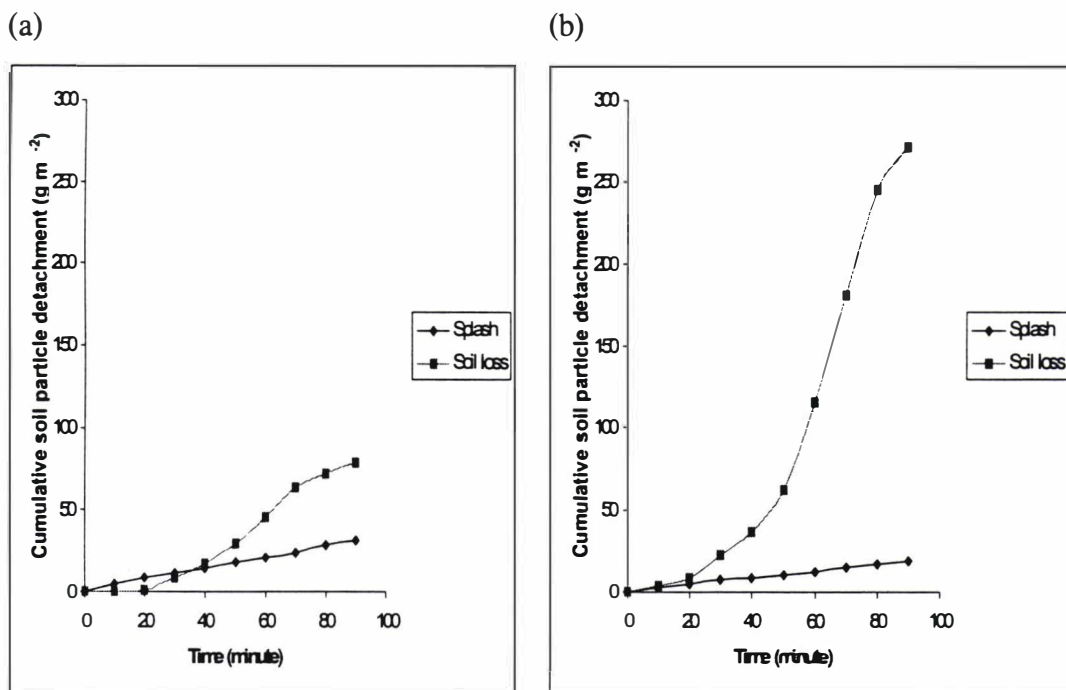 (a)
Cumulative soil particle detachment (g m -2)
300
250
200
150
100
50
0
0 20 40 60 80 100
Time (minute)
Splash
Soil loss
(b)
Cumulative soil particle detachment (g m -2)
300
250
200
150
100
50
0
0 20 40 60 80 100
Time (minute)
Splash
Soil loss